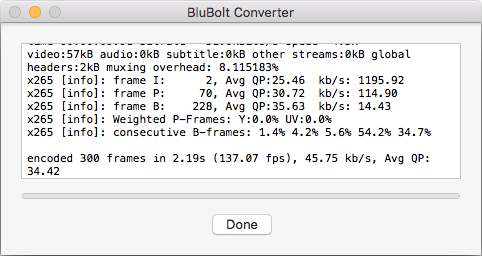 BluBolt Converter
video:57kB audio:0kB subtitle:0kB other streams:0kB global
headers:2kB muxing overhead: 8.115183%
x265 [info]: frame I:      2, Avg QP:25.46  kb/s: 1195.92
x265 [info]: frame P:     70, Avg QP:30.72  kb/s: 114.90
x265 [info]: frame B:    228, Avg QP:35.63  kb/s: 14.43
x265 [info]: Weighted P-Frames: Y:0.0% UV:0.0%
x265 [info]: consecutive B-frames: 1.4% 4.2% 5.6% 54.2% 34.7%
encoded 300 frames in 2.19s (137.07 fps), 45.75 kb/s, Avg QP:
34.42
Done